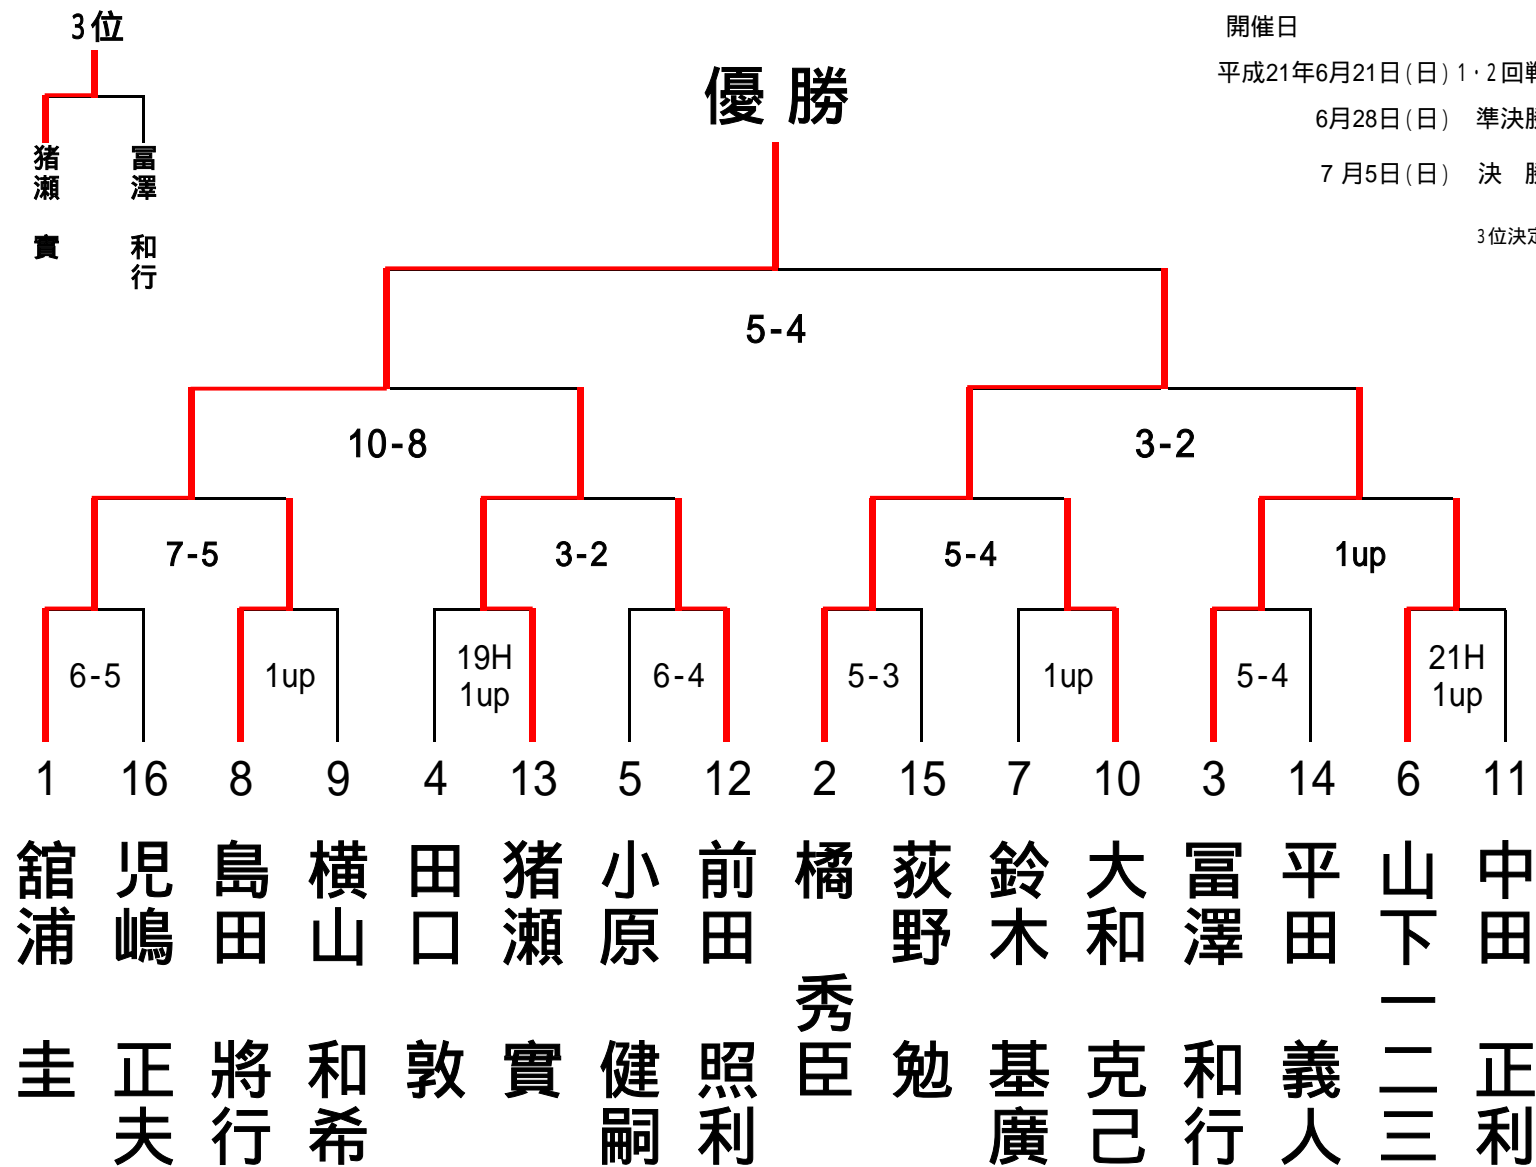 3位
猪瀬 實
冨澤 和行
優勝
開催日
平成21年6月21日(日) 1・2回戦
6月28日(日) 準決勝
7月5日(日) 決 勝
3位決定
5-4
10-8
3-2
7-5
3-2
5-4
1up
6-5
1up
19H
1up
6-4
5-3
1up
5-4
21H
1up
1 16 8 9 4 13 5 12 2 15 7 10 3 14 6 11
舘浦 圭
児嶋 正夫
島田 將行
横山 和希
田口 敦
猪瀬 實
小原 健嗣
前田 照利
橘 秀臣
荻野 勉
鈴木 基廣
大和 克己
冨澤 和行
平田 義人
山下一二三
中田 正利